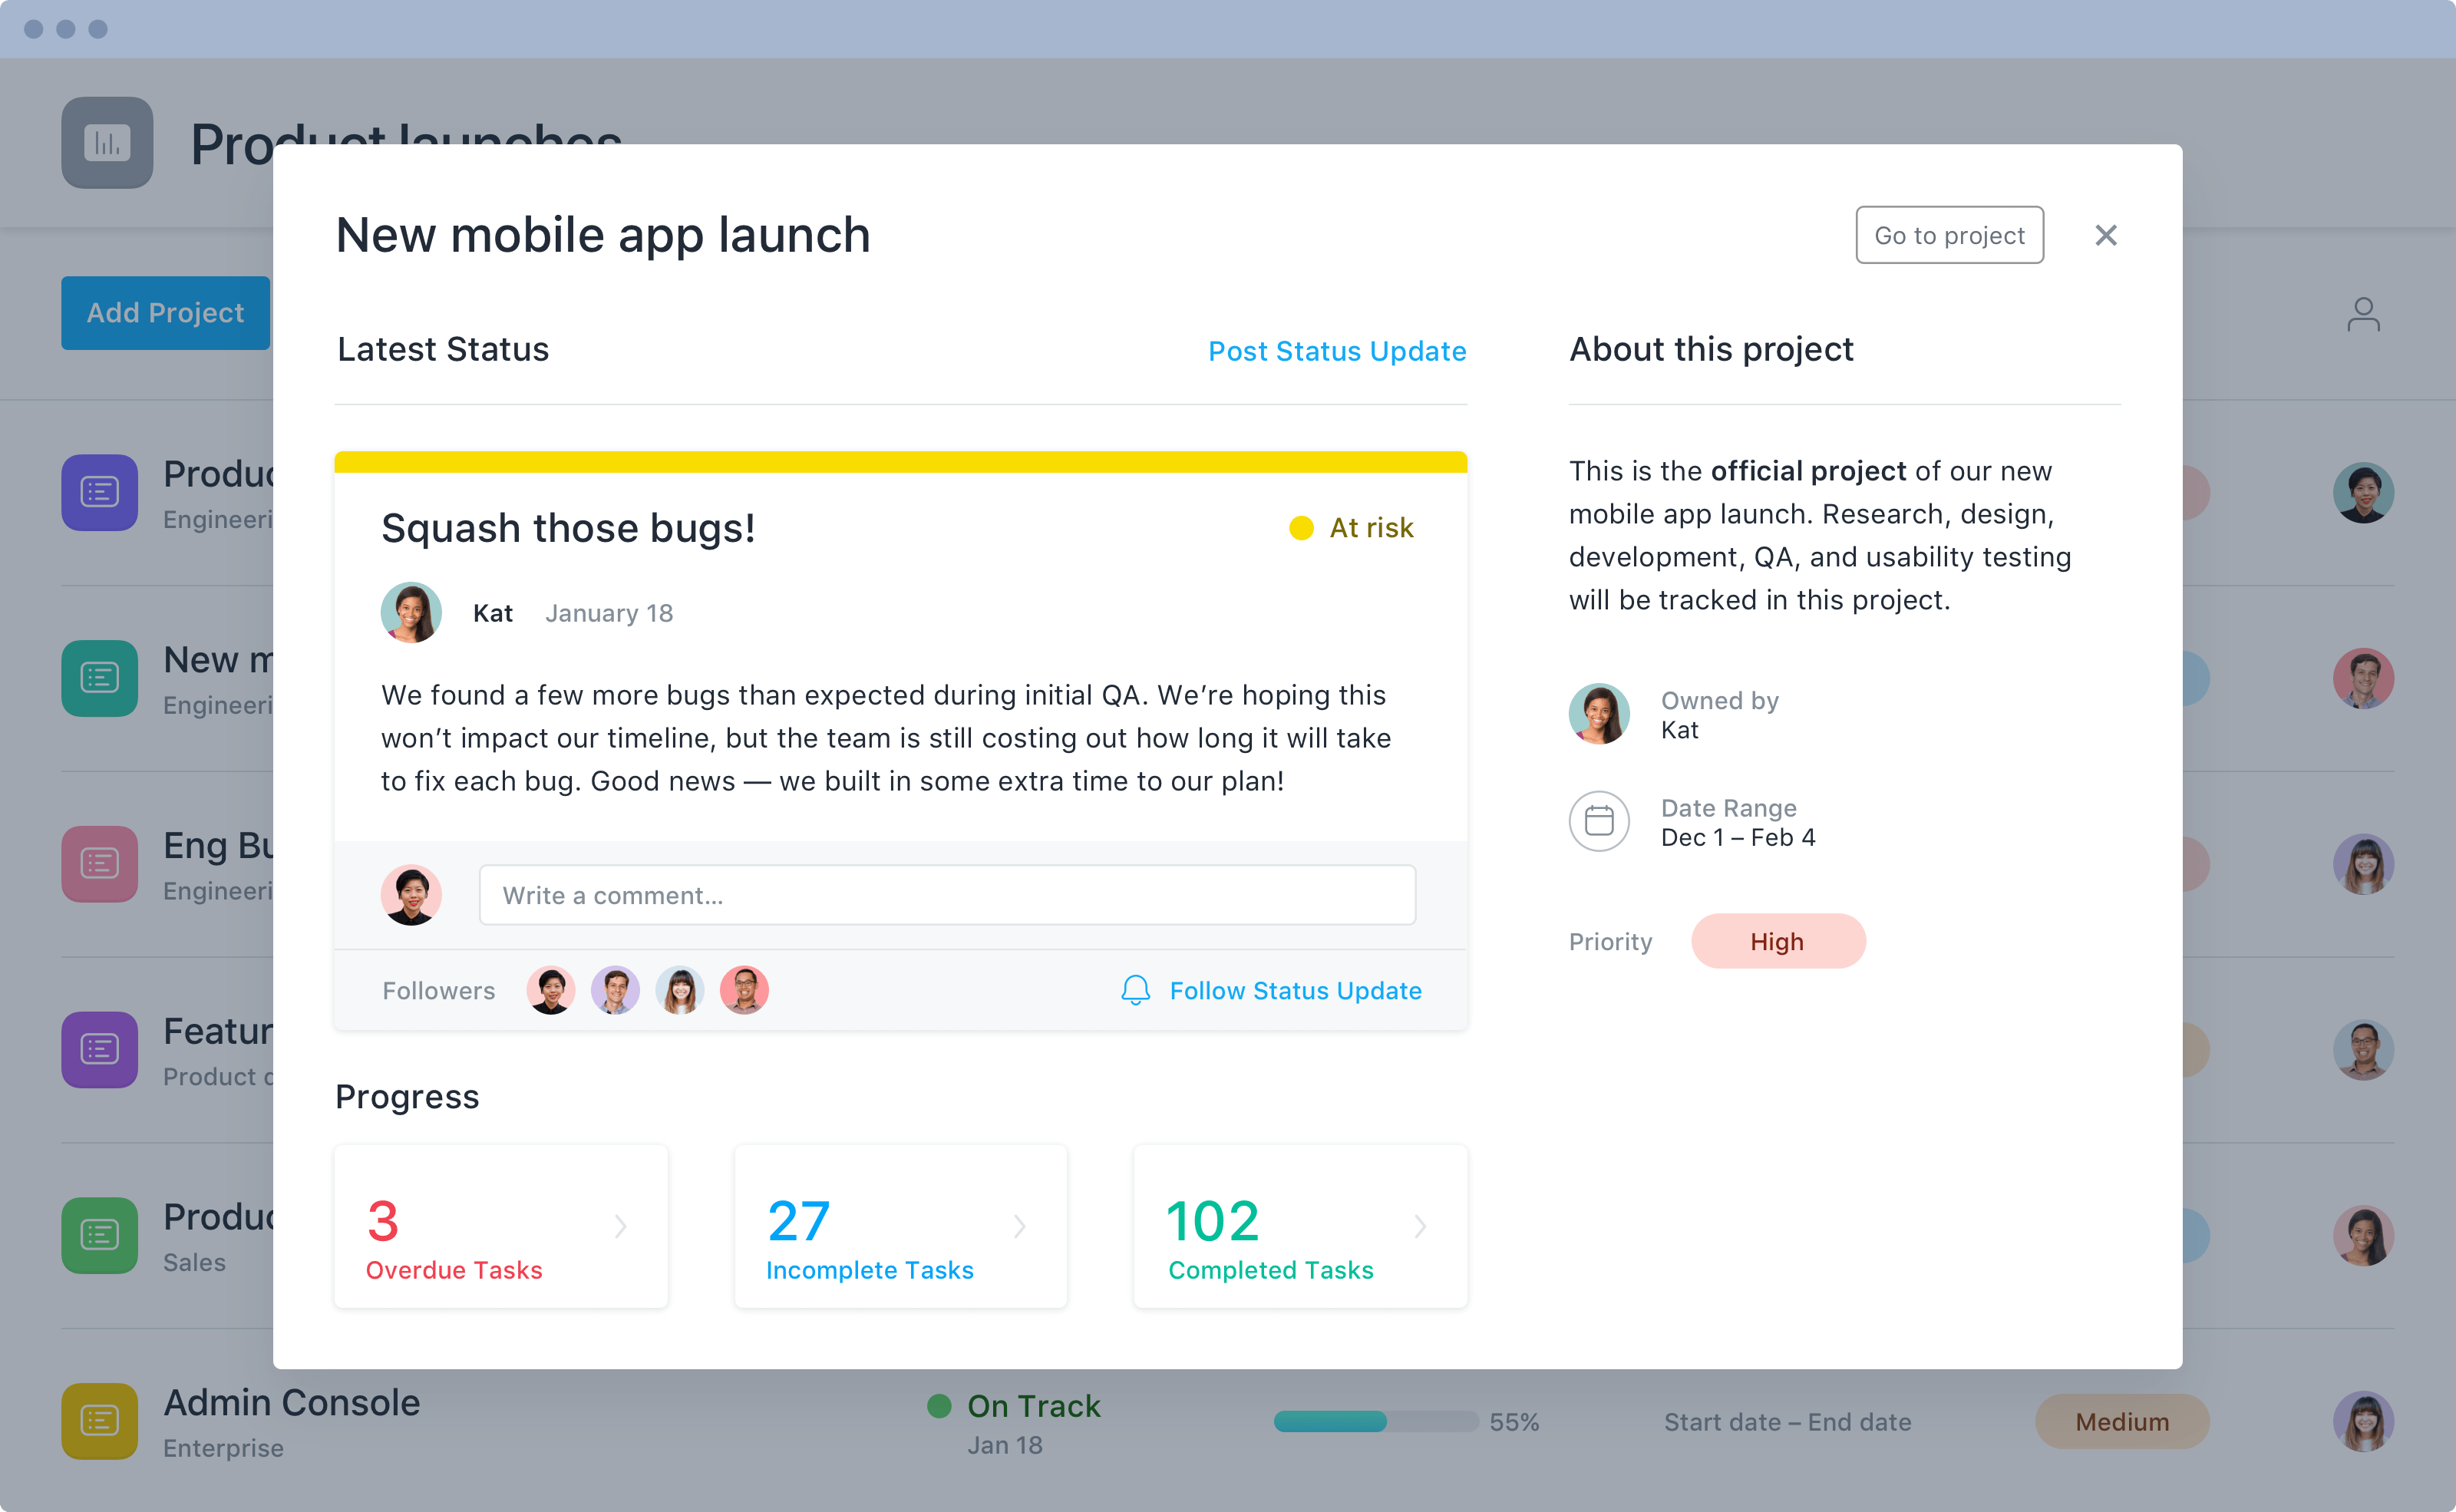 Product launches
New mobile app launch
Go to project
Add Project
Latest Status
Post Status Update
About this project
Squash those bugs!
At risk
Kat January 18
We found a few more bugs than expected during initial QA. We’re hoping this
won’t impact our timeline, but the team is still costing out how long it will take
to fix each bug. Good news — we built in some extra time to our plan!
Write a comment...
Followers
Follow Status Update
This is the official project of our new
mobile app launch. Research, design,
development, QA, and usability testing
will be tracked in this project.
Owned by
Kat
Date Range
Dec 1 – Feb 4
Priority High
Progress
3
Overdue Tasks
27
Incomplete Tasks
102
Completed Tasks
New m
Eng Bu
Sales
Admin Console
Enterprise
On Track
Jan 18
55%
Start date – End date
Medium